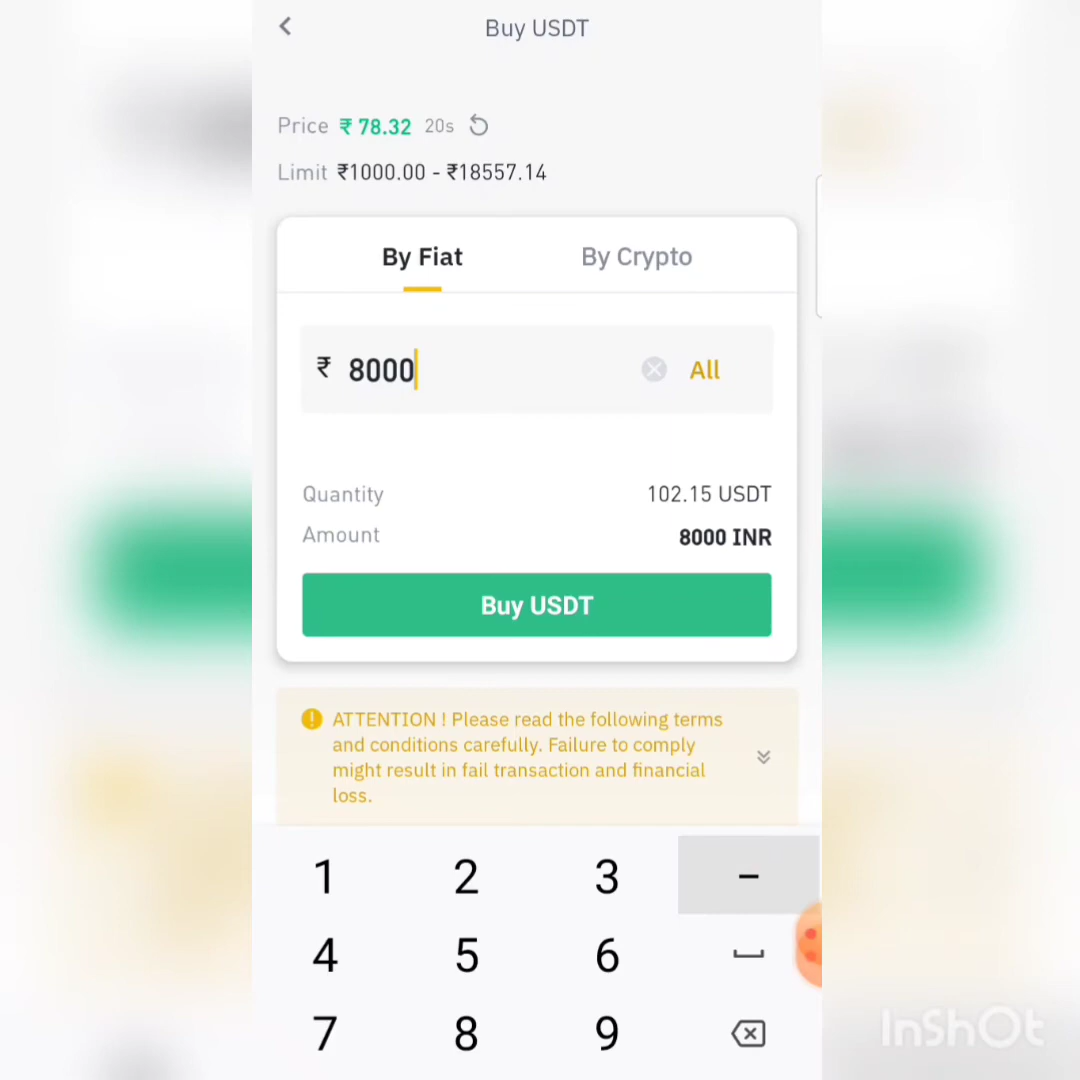 Buy USDT
Price ₹ 78.32 20s
Limit ₹1000.00 - ₹18557.14
By Fiat By Crypto
₹ 8000 All
Quantity 102.15 USDT
Amount 8000 INR
Buy USDT
ATTENTION ! Please read the following terms
and conditions carefully. Failure to comply
might result in fail transaction and financial
loss.
1 2 3 -
4 5 6
7 8 9
InShOt